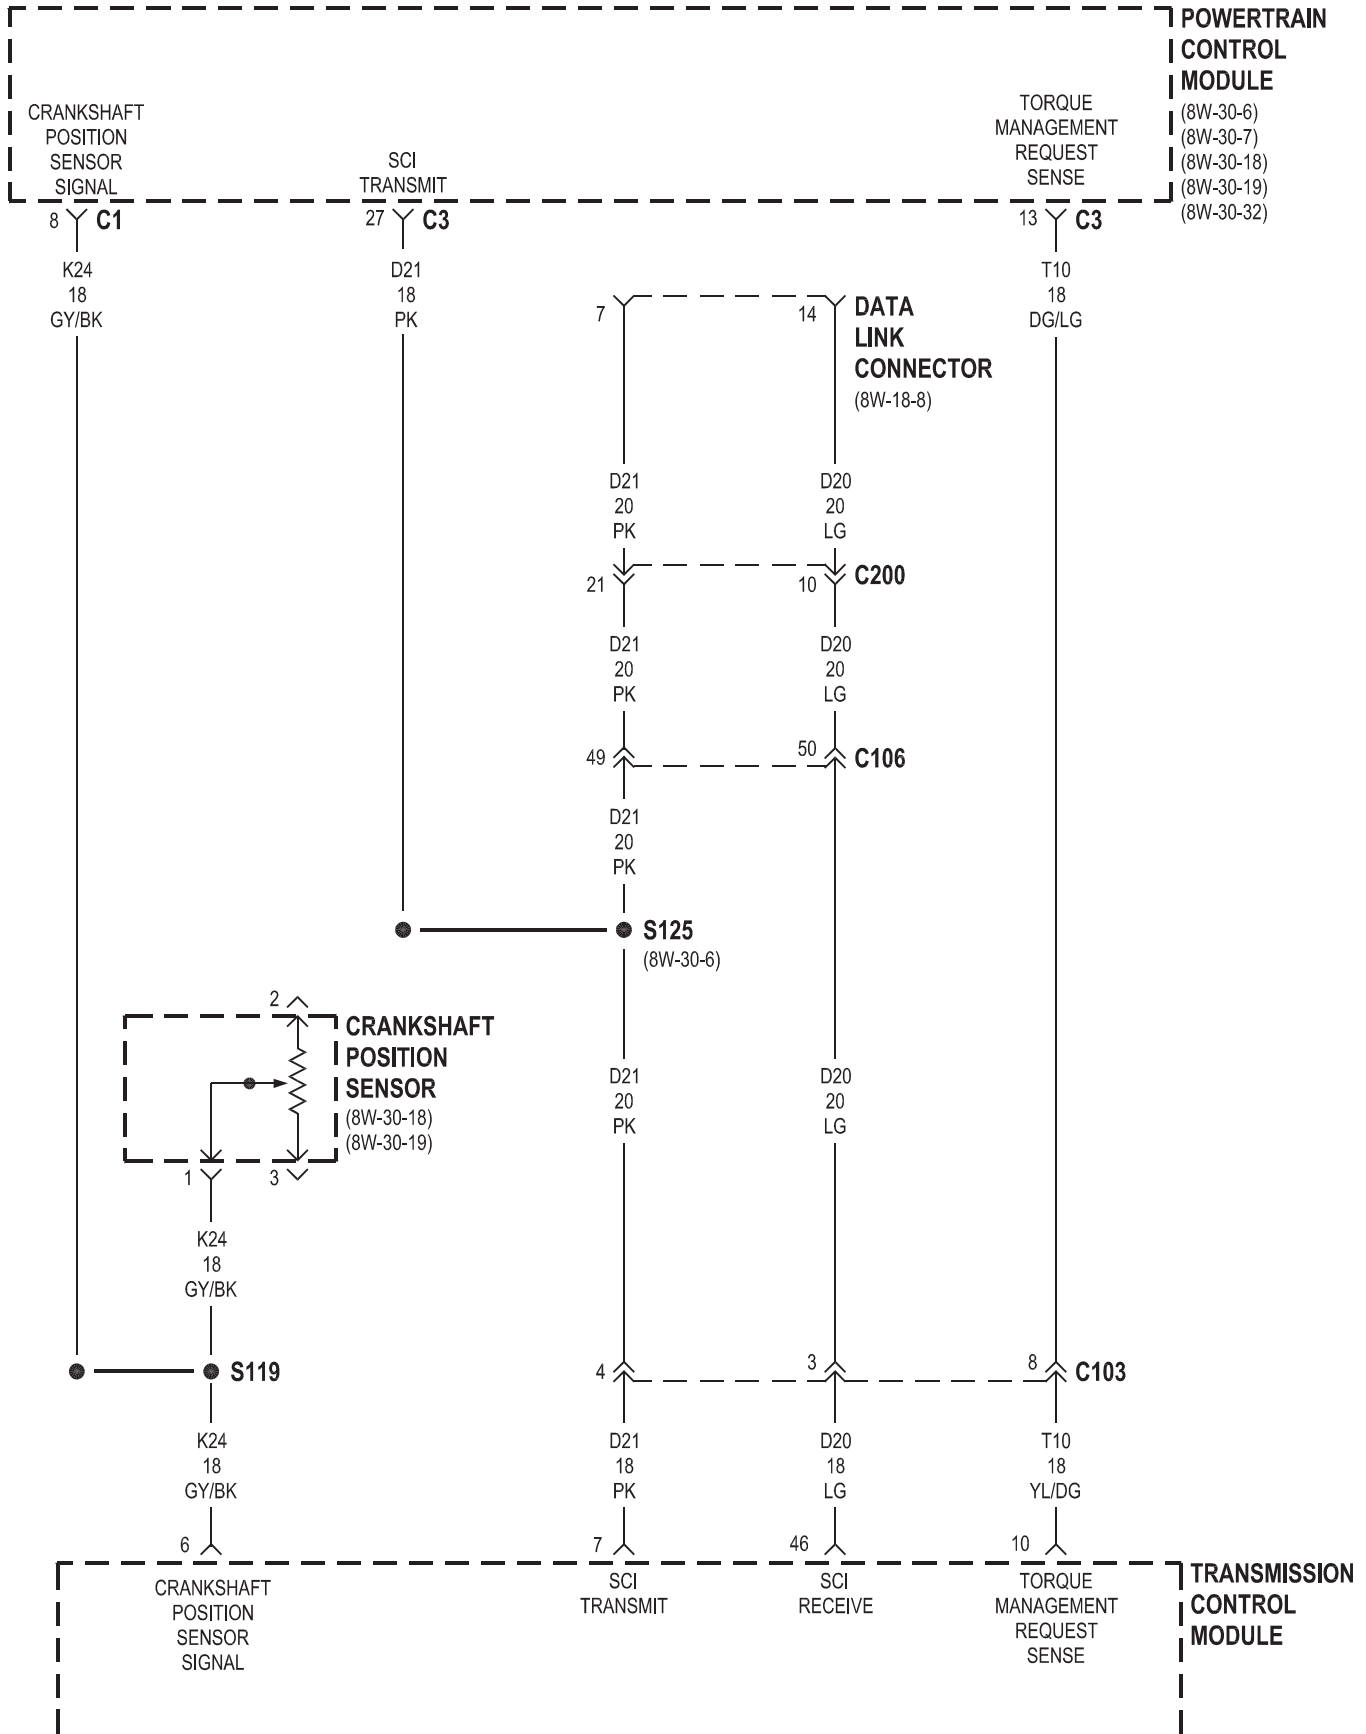 POWERTRAIN
CONTROL
MODULE
(8W-30-6)
(8W-30-7)
(8W-30-18)
(8W-30-19)
(8W-30-32)
CRANKSHAFT
POSITION
SENSOR
SIGNAL
SCI
TRANSMIT
TORQUE
MANAGEMENT
REQUEST
SENSE
8 C1
27 C3
13 C3
K24
18
GY/BK
D21
18
PK
T10
18
DG/LG
7
14
DATA
LINK
CONNECTOR
(8W-18-8)
D21
20
PK
D20
20
LG
21
10
C200
D21
20
PK
D20
20
LG
49
50
C106
D21
20
PK
S125
(8W-30-6)
2
CRANKSHAFT
POSITION
SENSOR
(8W-30-18)
(8W-30-19)
1
3
D21
20
PK
D20
20
LG
K24
18
GY/BK
S119
4
3
8
C103
K24
18
GY/BK
D21
18
PK
D20
18
LG
T10
18
YL/DG
6
7
46
10
CRANKSHAFT
POSITION
SENSOR
SIGNAL
SCI
TRANSMIT
SCI
RECEIVE
TORQUE
MANAGEMENT
REQUEST
SENSE
TRANSMISSION
CONTROL
MODULE